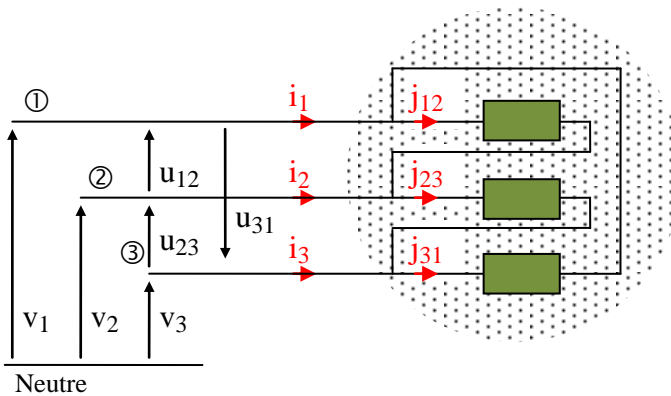 ①
i₁
j₁₂
②
u₁₂
i₂
j₂₃
③
u₂₃
u₃₁
i₃
j₃₁
v₁
v₂
v₃
Neutre